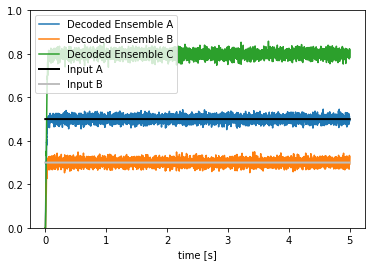 1.0
0.8
0.6
0.4
0.2
0.0
Decoded Ensemble A
Decoded Ensemble B
Decoded Ensemble C
Input A
Input B
0 1 2 3 4 5
time [s]